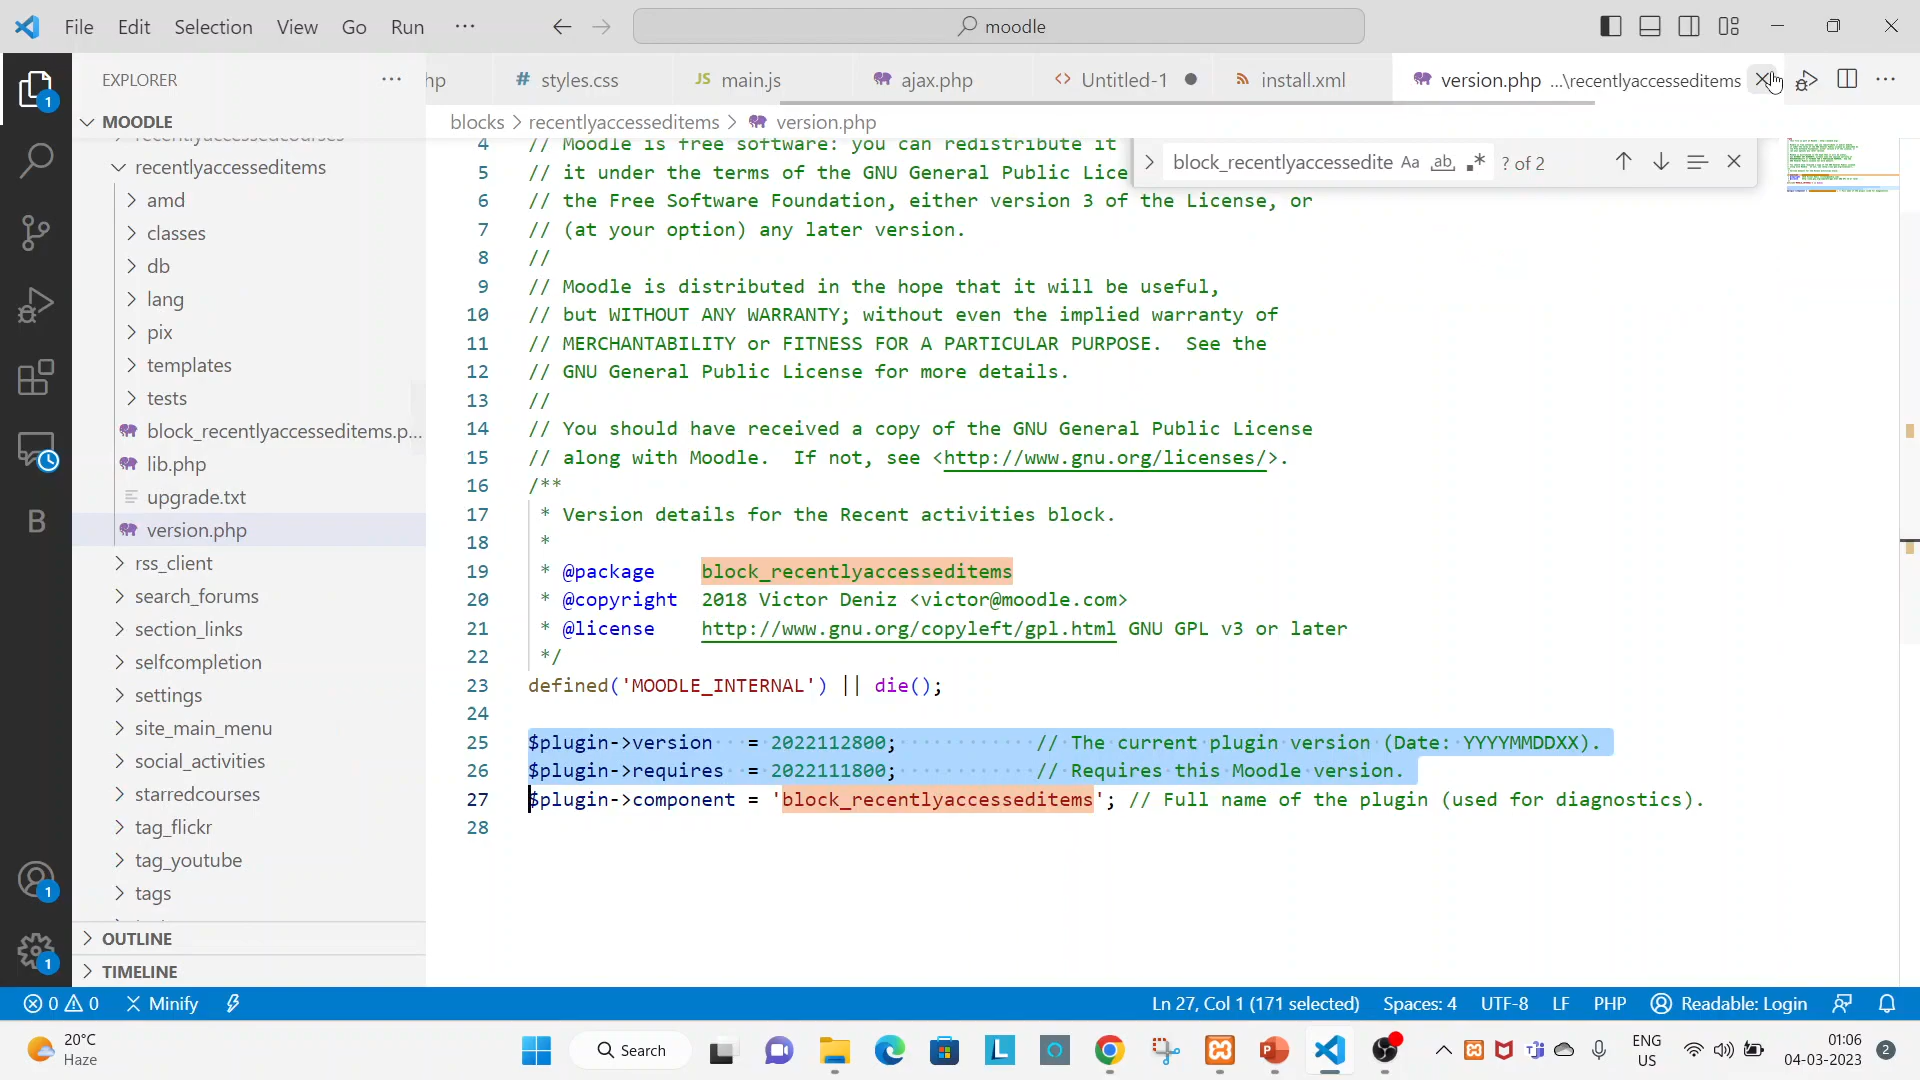 File Edit Selection View Go Run ··· moodle
EXPLORER ···
hp # styles.css JS main.js ajax.php <> Untitled-1 install.xml version.php ...\recentlyaccesseditems ···
MOODLE
blocks > recentlyaccesseditems > version.php
block_recentlyaccessedite Aa ab ? of 2
recentlyaccesseditems
amd
classes
db
lang
pix
templates
tests
block_recentlyaccesseditems.p...
lib.php
upgrade.txt
version.php
rss_client
search_forums
section_links
selfcompletion
settings
site_main_menu
social_activities
starredcourses
tag_flickr
tag_youtube
tags
OUTLINE
TIMELINE
4 // Moodle is free software: you can redistribute it
5 // it under the terms of the GNU General Public Lice
6 // the Free Software Foundation, either version 3 of the License, or
7 // (at your option) any later version.
8 //
9 // Moodle is distributed in the hope that it will be useful,
10 // but WITHOUT ANY WARRANTY; without even the implied warranty of
11 // MERCHANTABILITY or FITNESS FOR A PARTICULAR PURPOSE.  See the
12 // GNU General Public License for more details.
13 //
14 // You should have received a copy of the GNU General Public License
15 // along with Moodle.  If not, see <http://www.gnu.org/licenses/>.
16 /**
17  * Version details for the Recent activities block.
18  *
19  * @package    block_recentlyaccesseditems
20  * @copyright  2018 Victor Deniz <victor@moodle.com>
21  * @license    http://www.gnu.org/copyleft/gpl.html GNU GPL v3 or later
22  */
23 defined('MOODLE_INTERNAL') || die();
24
25 $plugin->version   = 2022112800;            // The current plugin version (Date: YYYYMMDDXX).
26 $plugin->requires  = 2022111800;            // Requires this Moodle version.
27 $plugin->component = 'block_recentlyaccesseditems'; // Full name of the plugin (used for diagnostics).
28
B
1
1
1
0 0 Minify Ln 27, Col 1 (171 selected) Spaces: 4 UTF-8 LF PHP Readable: Login
20°C
Haze
Search
L
ENG
US
01:06
04-03-2023
2